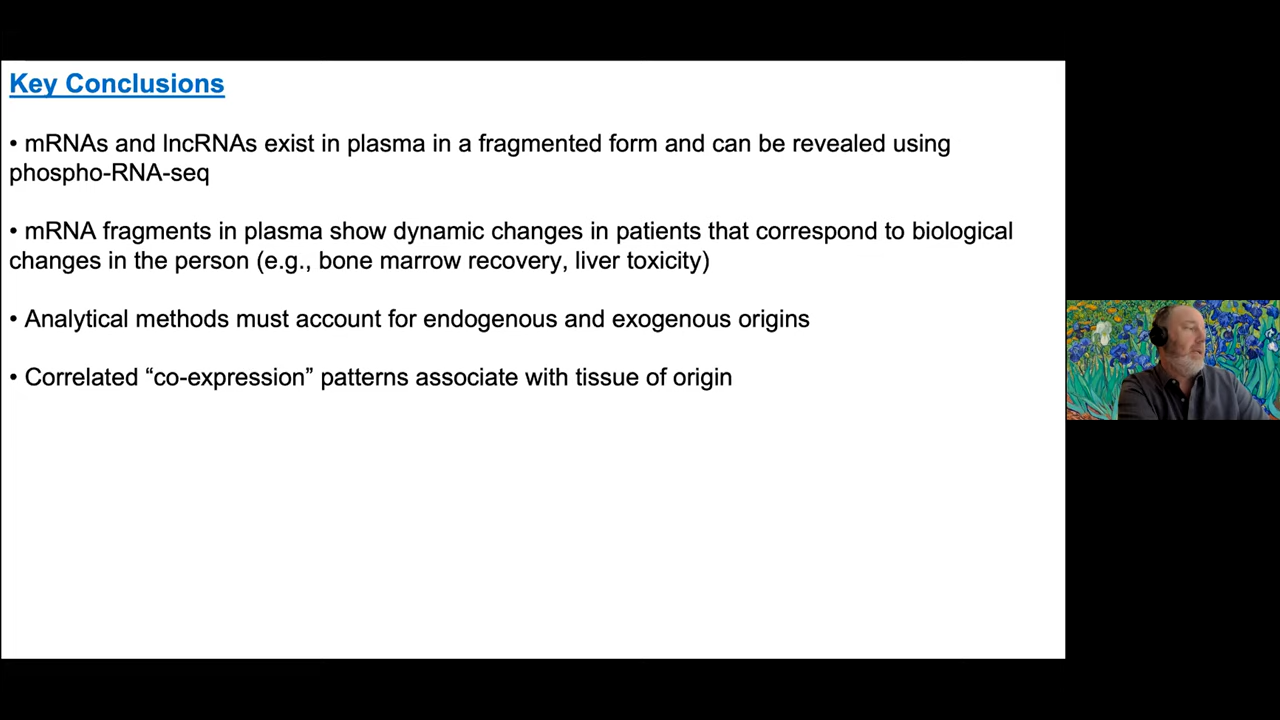 Key Conclusions
• mRNAs and lncRNAs exist in plasma in a fragmented form and can be revealed using
phospho-RNA-seq
• mRNA fragments in plasma show dynamic changes in patients that correspond to biological
changes in the person (e.g., bone marrow recovery, liver toxicity)
• Analytical methods must account for endogenous and exogenous origins
• Correlated “co-expression” patterns associate with tissue of origin